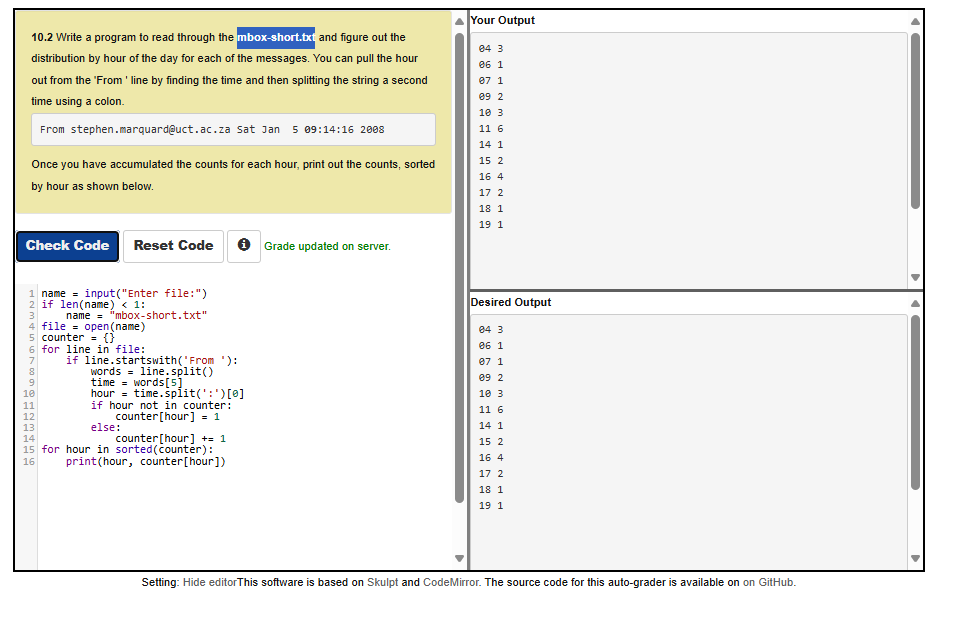 10.2 Write a program to read through the mbox-short.txt and figure out the
distribution by hour of the day for each of the messages. You can pull the hour
out from the 'From ' line by finding the time and then splitting the string a second
time using a colon.
From stephen.marquard@uct.ac.za Sat Jan  5 09:14:16 2008
Once you have accumulated the counts for each hour, print out the counts, sorted
by hour as shown below.
Check Code Reset Code Grade updated on server.
1 name = input("Enter file:")
2 if len(name) < 1:
3     name = "mbox-short.txt"
4 file = open(name)
5 counter = {}
6 for line in file:
7     if line.startswith('From '):
8         words = line.split()
9         time = words[5]
10         hour = time.split(':')[0]
11         if hour not in counter:
12             counter[hour] = 1
13         else:
14             counter[hour] += 1
15 for hour in sorted(counter):
16     print(hour, counter[hour])
Your Output
04 3
06 1
07 1
09 2
10 3
11 6
14 1
15 2
16 4
17 2
18 1
19 1
Desired Output
04 3
06 1
07 1
09 2
10 3
11 6
14 1
15 2
16 4
17 2
18 1
19 1
Setting: Hide editorThis software is based on Skulpt and CodeMirror. The source code for this auto-grader is available on on GitHub.